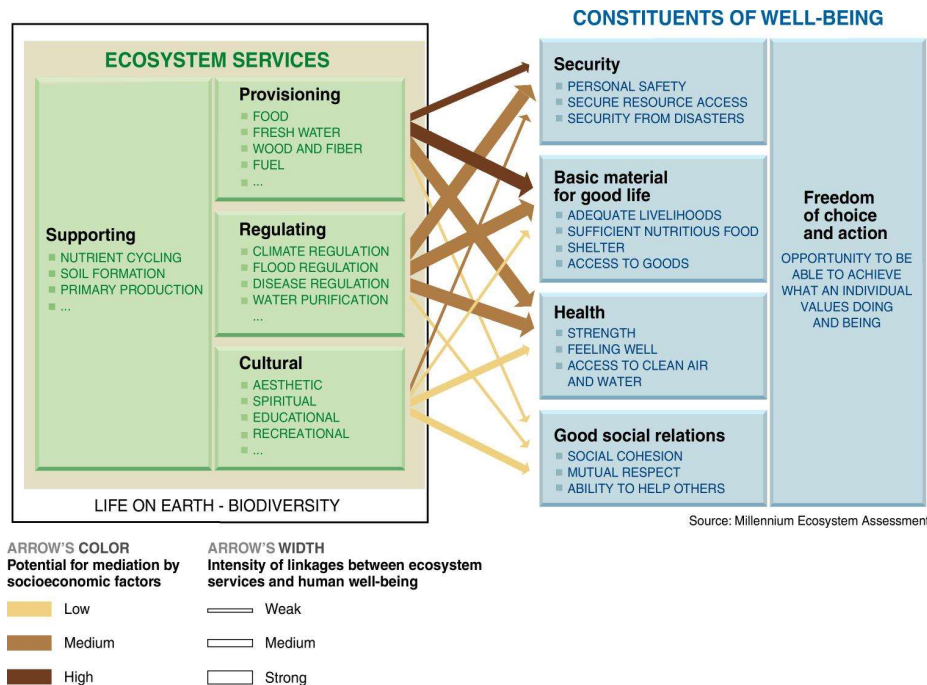 CONSTITUENTS OF WELL-BEING
ECOSYSTEM SERVICES
Supporting
NUTRIENT CYCLING
SOIL FORMATION
PRIMARY PRODUCTION
...
Provisioning
FOOD
FRESH WATER
WOOD AND FIBER
FUEL
...
Regulating
CLIMATE REGULATION
FLOOD REGULATION
DISEASE REGULATION
WATER PURIFICATION
...
Cultural
AESTHETIC
SPIRITUAL
EDUCATIONAL
RECREATIONAL
...
LIFE ON EARTH - BIODIVERSITY
Security
PERSONAL SAFETY
SECURE RESOURCE ACCESS
SECURITY FROM DISASTERS
Basic material
for good life
ADEQUATE LIVELIHOODS
SUFFICIENT NUTRITIOUS FOOD
SHELTER
ACCESS TO GOODS
Health
STRENGTH
FEELING WELL
ACCESS TO CLEAN AIR
AND WATER
Good social relations
SOCIAL COHESION
MUTUAL RESPECT
ABILITY TO HELP OTHERS
Freedom
of choice
and action
OPPORTUNITY TO BE
ABLE TO ACHIEVE
WHAT AN INDIVIDUAL
VALUES DOING
AND BEING
Source: Millennium Ecosystem Assessment
ARROW'S COLOR
Potential for mediation by
socioeconomic factors
Low
Medium
High
ARROW'S WIDTH
Intensity of linkages between ecosystem
services and human well-being
Weak
Medium
Strong